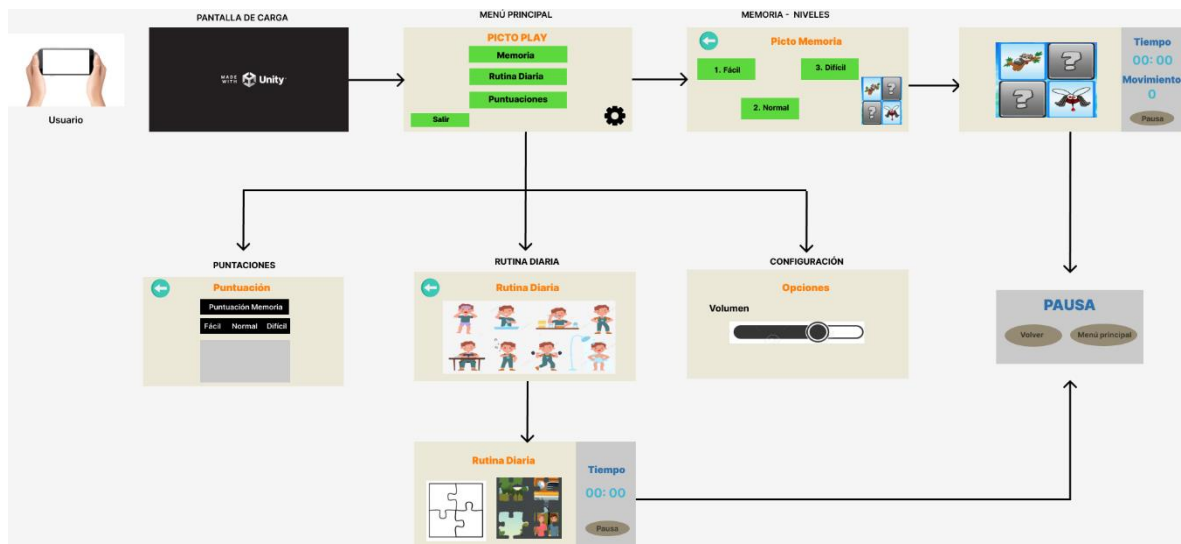 PANTALLA DE CARGA
MENÚ PRINCIPAL
MEMORIA - NIVELES
Usuario
MADE WITH Unity
PICTO PLAY
Memoria
Rutina Diaria
Puntuaciones
Salir
Picto Memoria
1. Fácil
3. Difícil
2. Normal
? 
?
?
?
Tiempo
00: 00
Movimiento
0
Pausa
PUNTACIONES
Puntuación
Puntuación Memoria
Fácil Normal Difícil
RUTINA DIARIA
Rutina Diaria
CONFIGURACIÓN
Opciones
Volumen
PAUSA
Volver
Menú principal
Rutina Diaria
Tiempo
00: 00
Pausa